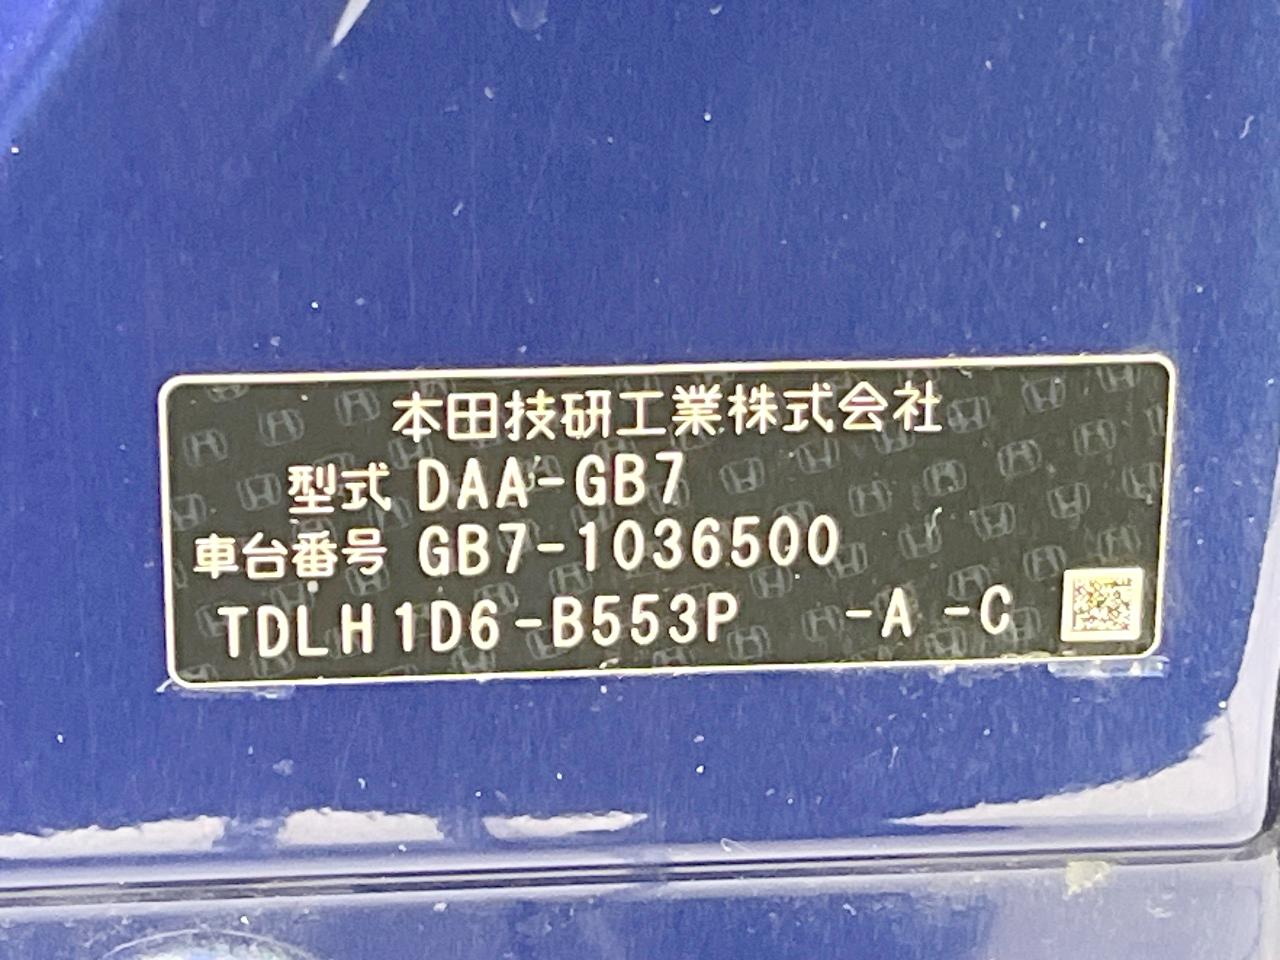 本田技研工業株式会社
型式 DAA-GB7
車台番号 GB7-1036500
TDLH1D6-B553P -A -C